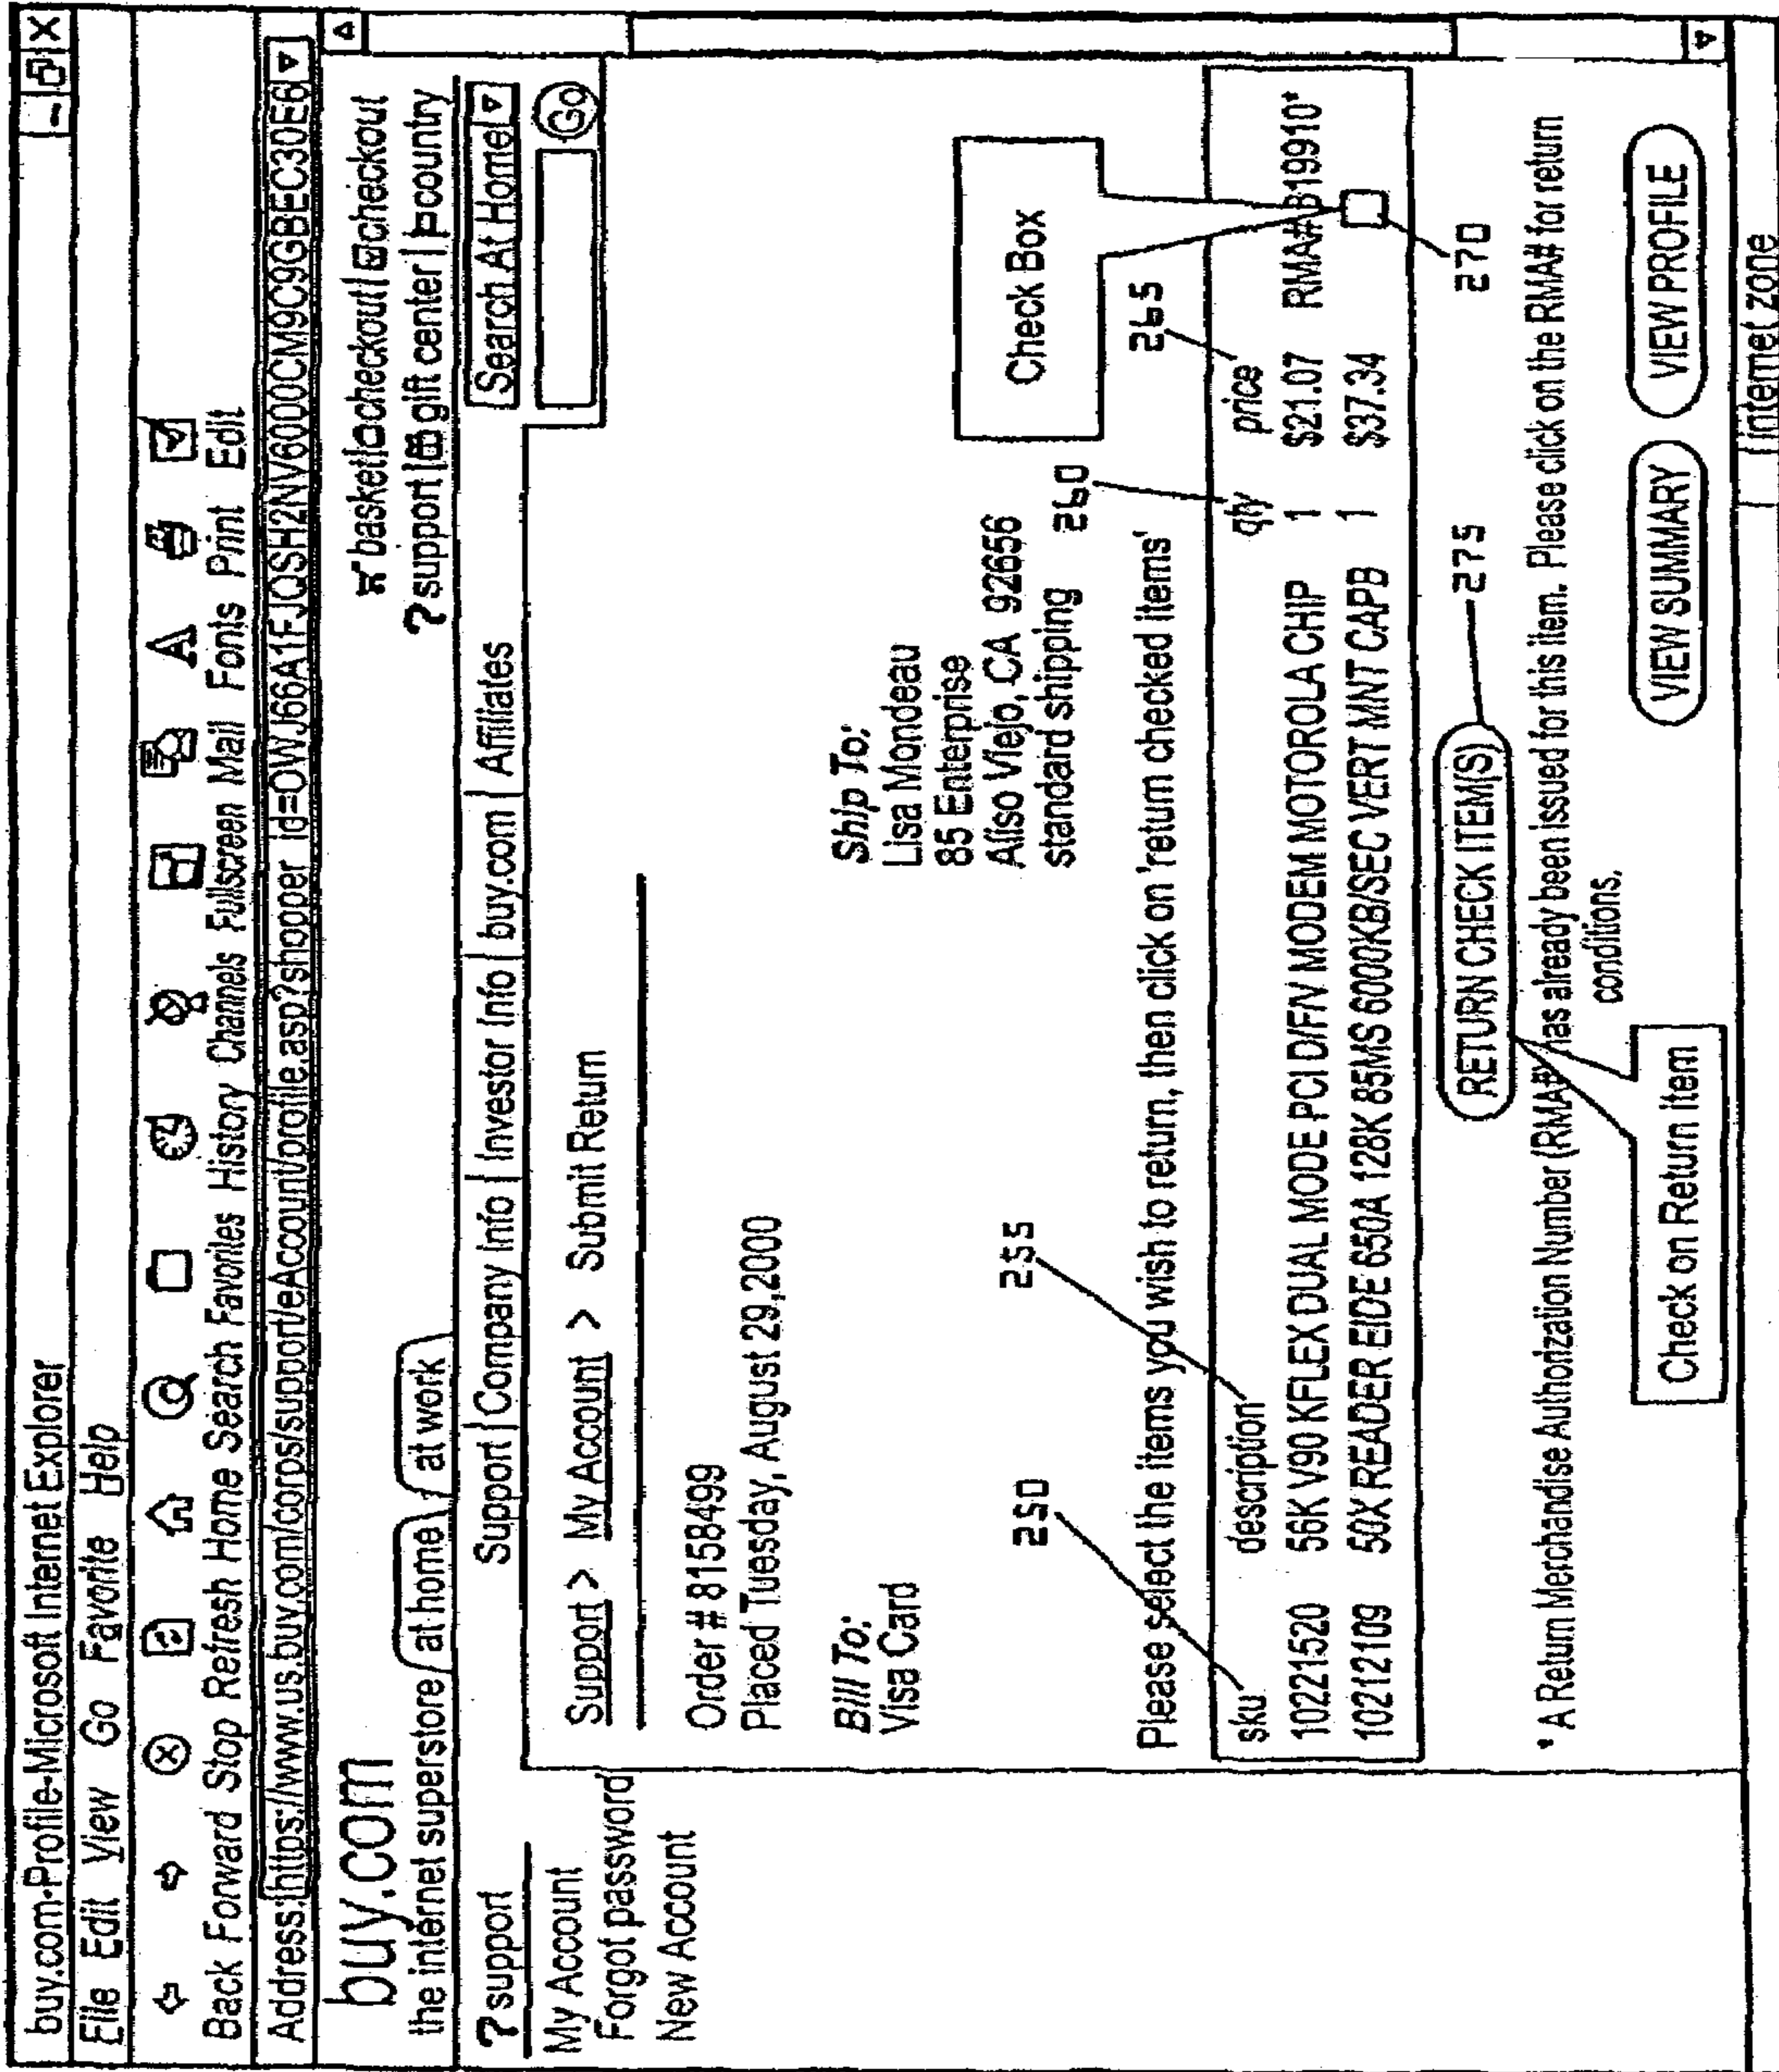 buy.com-Profile-Microsoft Internet Explorer
File Edit View Go Favorite Help
Back Forward Stop Refresh Home Search Favorites History Channels Fullscreen Mail Fonts Print Edit
Address: https://www.us.buy.com/corps/support/eAccount/profile.asp?shopper_id=OWJ66A1FJQSH2NV6000CM9C9GBEC30E6
buy.com
basket checkout checkout
the internet superstore at home at work
? support gift center | country
? support
Support | Company Info | Investor Info | buy.com | Affiliates
Search At Home
My Account
Forgot password
New Account
Support > My Account > Submit Return
Go
Order # 8158499
Placed Tuesday, August 29,2000
Bill To:
Visa Card
Ship To:
Lisa Mondeau
85 Enterprise
Aliso Viejo, CA 92656
standard shipping
Check Box
250
255
260
265
Please select the items you wish to return, then click on 'return checked items'
sku description qty price
10221520 56K V90 KFLEX DUAL MODE PCI D/F/V MODEM MOTOROLA CHIP 1 $21.07 RMA#AB19910*
10212109 50X READER EIDE 650A 128K 85MS 6000KB/SEC VERT MNT CAPB 1 $37.34
270
RETURN CHECK ITEM(S)
275
* A Return Merchandise Authorization Number (RMA#) has already been issued for this item. Please click on the RMA# for return
conditions.
Check on Return item
VIEW SUMMARY VIEW PROFILE
Internet zone